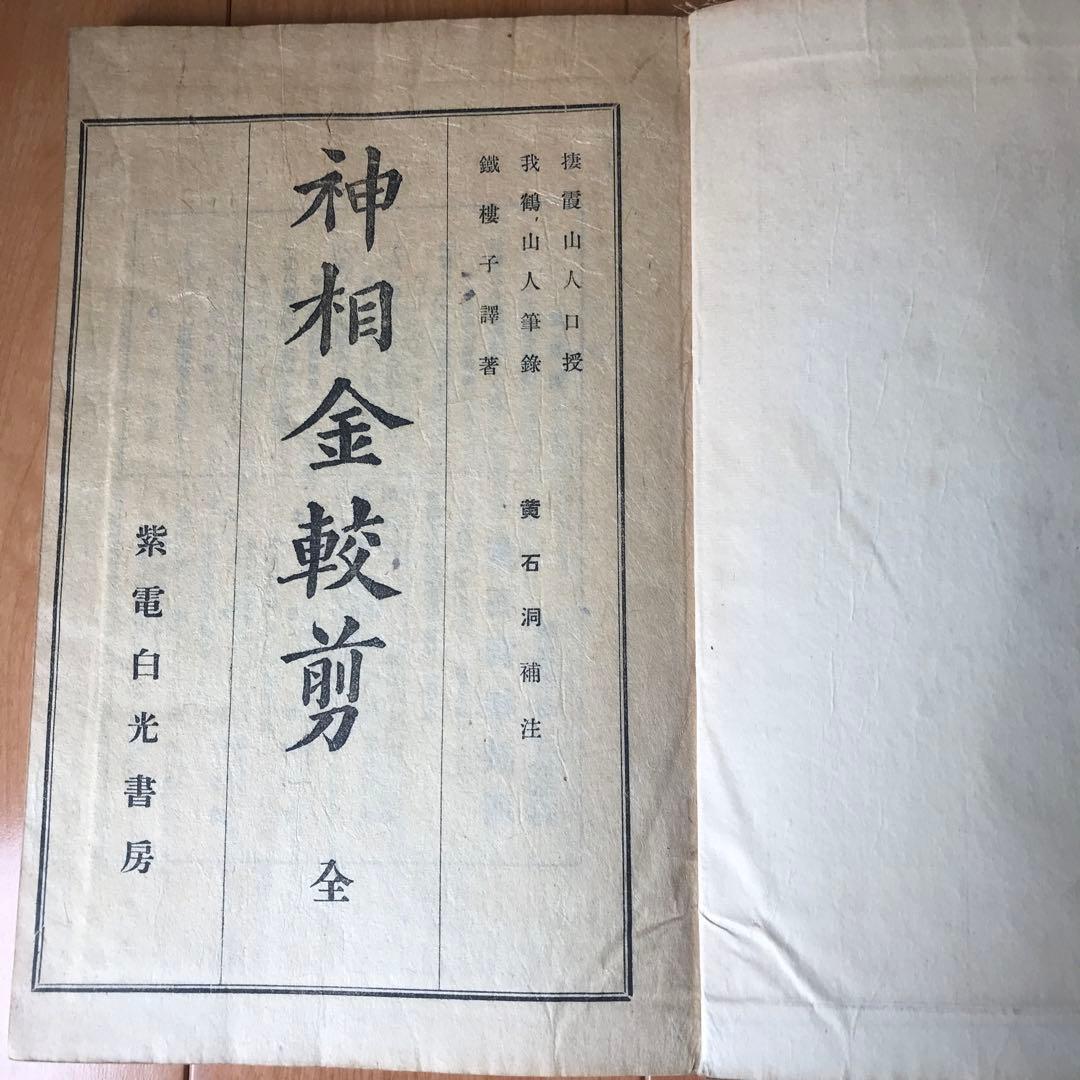 捿霞山人口授
我鶴山人筆錄
鐵樓子譯著
黄石洞補注
神相金較剪 全
紫電白光書房